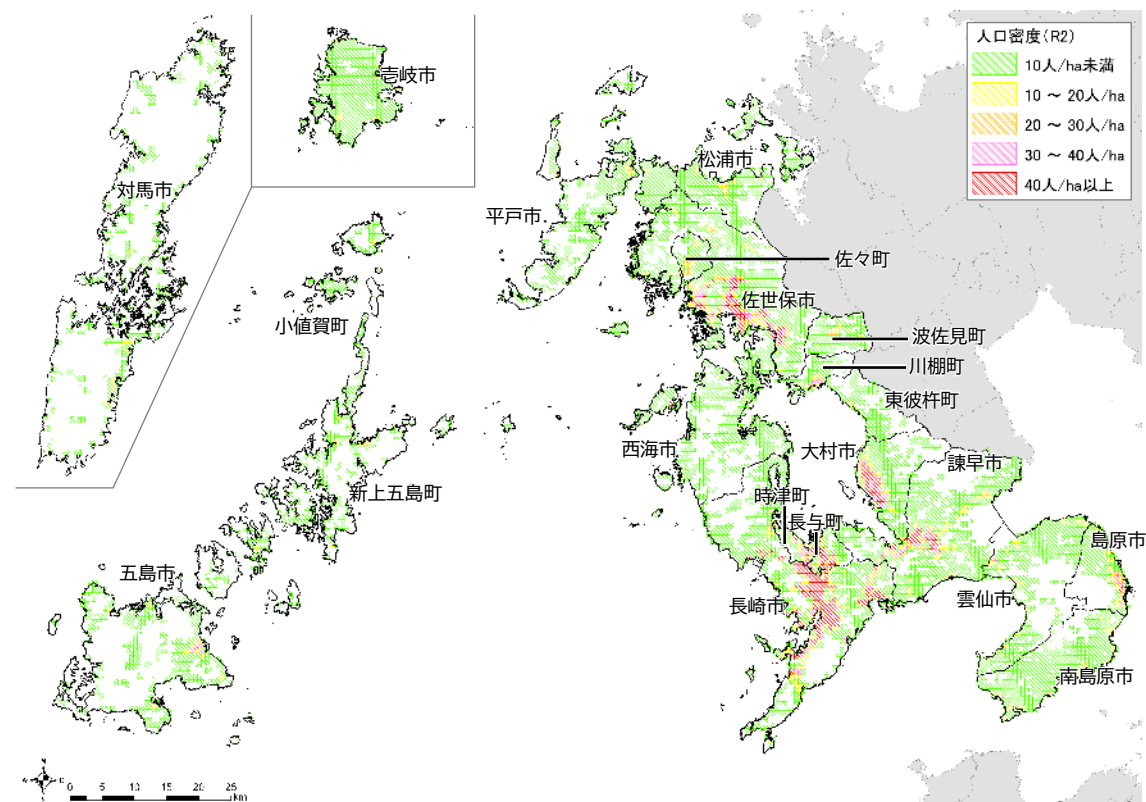 人口密度(R2)
10人/ha未満
10 ～ 20人/ha
20 ～ 30人/ha
30 ～ 40人/ha
40人/ha以上
壱岐市
対馬市
松浦市
平戸市
佐々町
佐世保市
小値賀町
波佐見町
川棚町
東彼杵町
西海市
大村市
諫早市
新上五島町
時津町
長与町
島原市
五島市
長崎市
雲仙市
南島原市
N
S
0 5 10 15 20 25
km